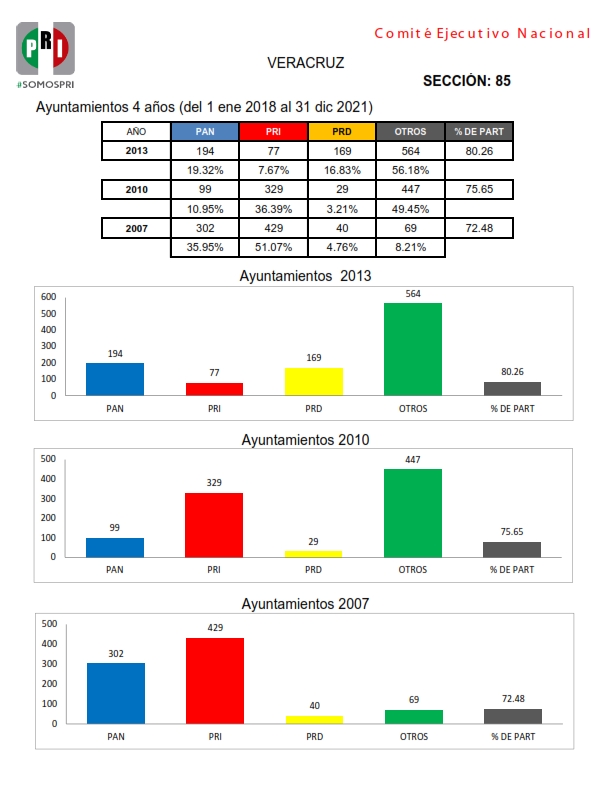 Comité Ejecutivo Nacional
PRI
#SOMOSPRI
VERACRUZ
SECCIÓN: 85
Ayuntamientos 4 años (del 1 ene 2018 al 31 dic 2021)
AÑO PAN PRI PRD OTROS % DE PART
2013 194 77 169 564 80.26
19.32% 7.67% 16.83% 56.18%
2010 99 329 29 447 75.65
10.95% 36.39% 3.21% 49.45%
2007 302 429 40 69 72.48
35.95% 51.07% 4.76% 8.21%
Ayuntamientos 2013
600
500
400
300
200
100
0
194 77 169 564 80.26
PAN PRI PRD OTROS % DE PART
Ayuntamientos 2010
500
400
300
200
100
0
99 329 29 447 75.65
PAN PRI PRD OTROS % DE PART
Ayuntamientos 2007
500
400
300
200
100
0
302 429 40 69 72.48
PAN PRI PRD OTROS % DE PART